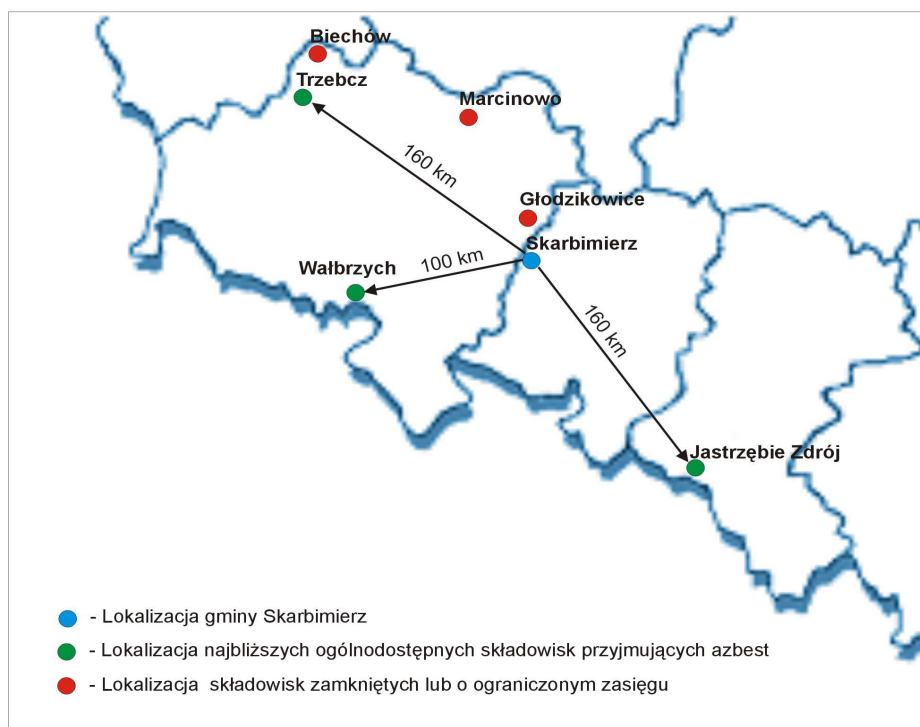 Biechów
Trzebcz
Marcinowo
160 km
Głodzikowice
Skarbimierz
Wałbrzych
100 km
160 km
Jastrzębie Zdrój
- Lokalizacja gminy Skarbimierz
- Lokalizacja najbliższych ogólnodostępnych składowisk przyjmujących azbest
- Lokalizacja składowisk zamkniętych lub o ograniczonym zasięgu